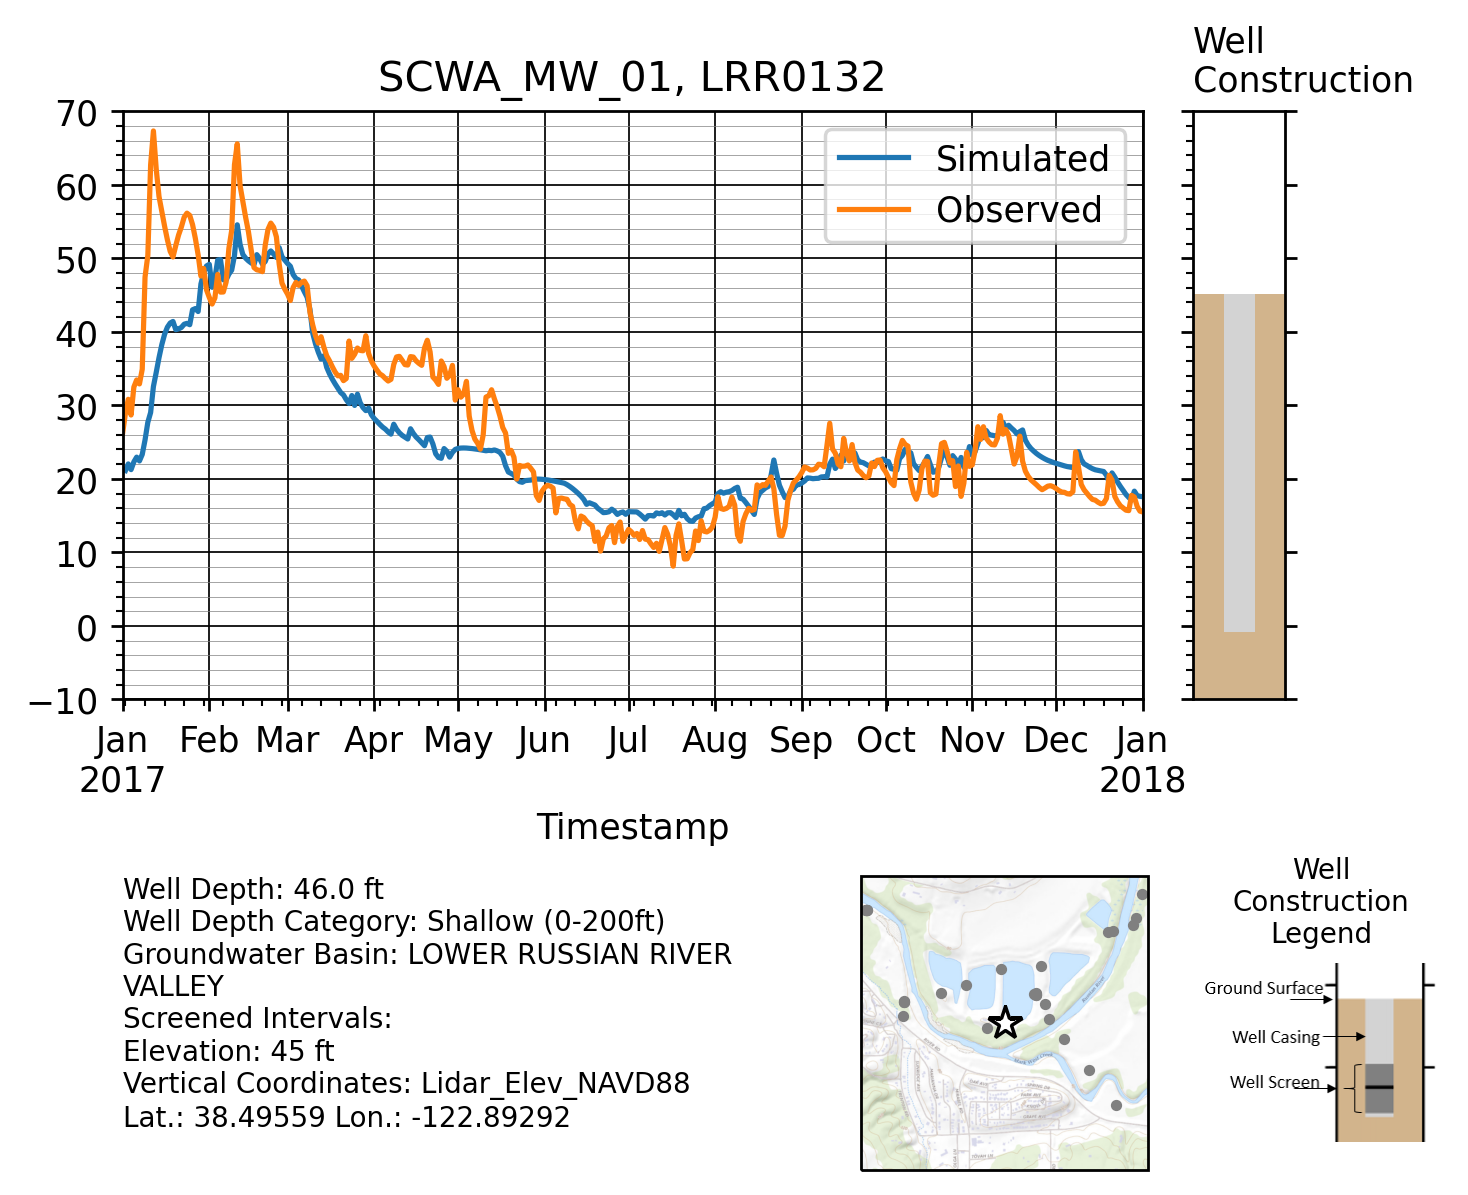 Well
Construction
SCWA_MW_01, LRR0132
70
60
50
40
30
20
10
0
−10
Simulated
Observed
Jan Feb Mar Apr May Jun Jul Aug Sep Oct Nov Dec Jan
2017 2018
Timestamp
Well Depth: 46.0 ft
Well Depth Category: Shallow (0-200ft)
Groundwater Basin: LOWER RUSSIAN RIVER
VALLEY
Screened Intervals:
Elevation: 45 ft
Vertical Coordinates: Lidar_Elev_NAVD88
Lat.: 38.49559 Lon.: -122.89292
Well
Construction
Legend
Ground Surface
Well Casing
Well Screen